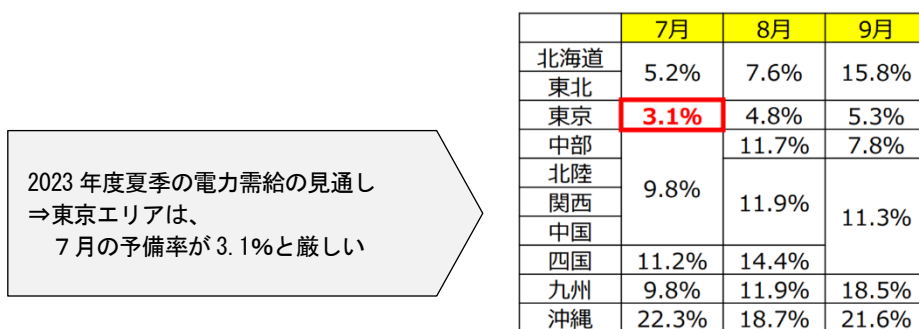 2023年度夏季の電力需給の見通し
⇒東京エリアは、
７月の予備率が3.1%と厳しい
7月 8月 9月
北海道
東北
5.2% 7.6% 15.8%
東京 3.1% 4.8% 5.3%
中部 11.7% 7.8%
北陸
関西
中国
9.8% 11.9% 11.3%
四国 11.2% 14.4%
九州 9.8% 11.9% 18.5%
沖縄 22.3% 18.7% 21.6%